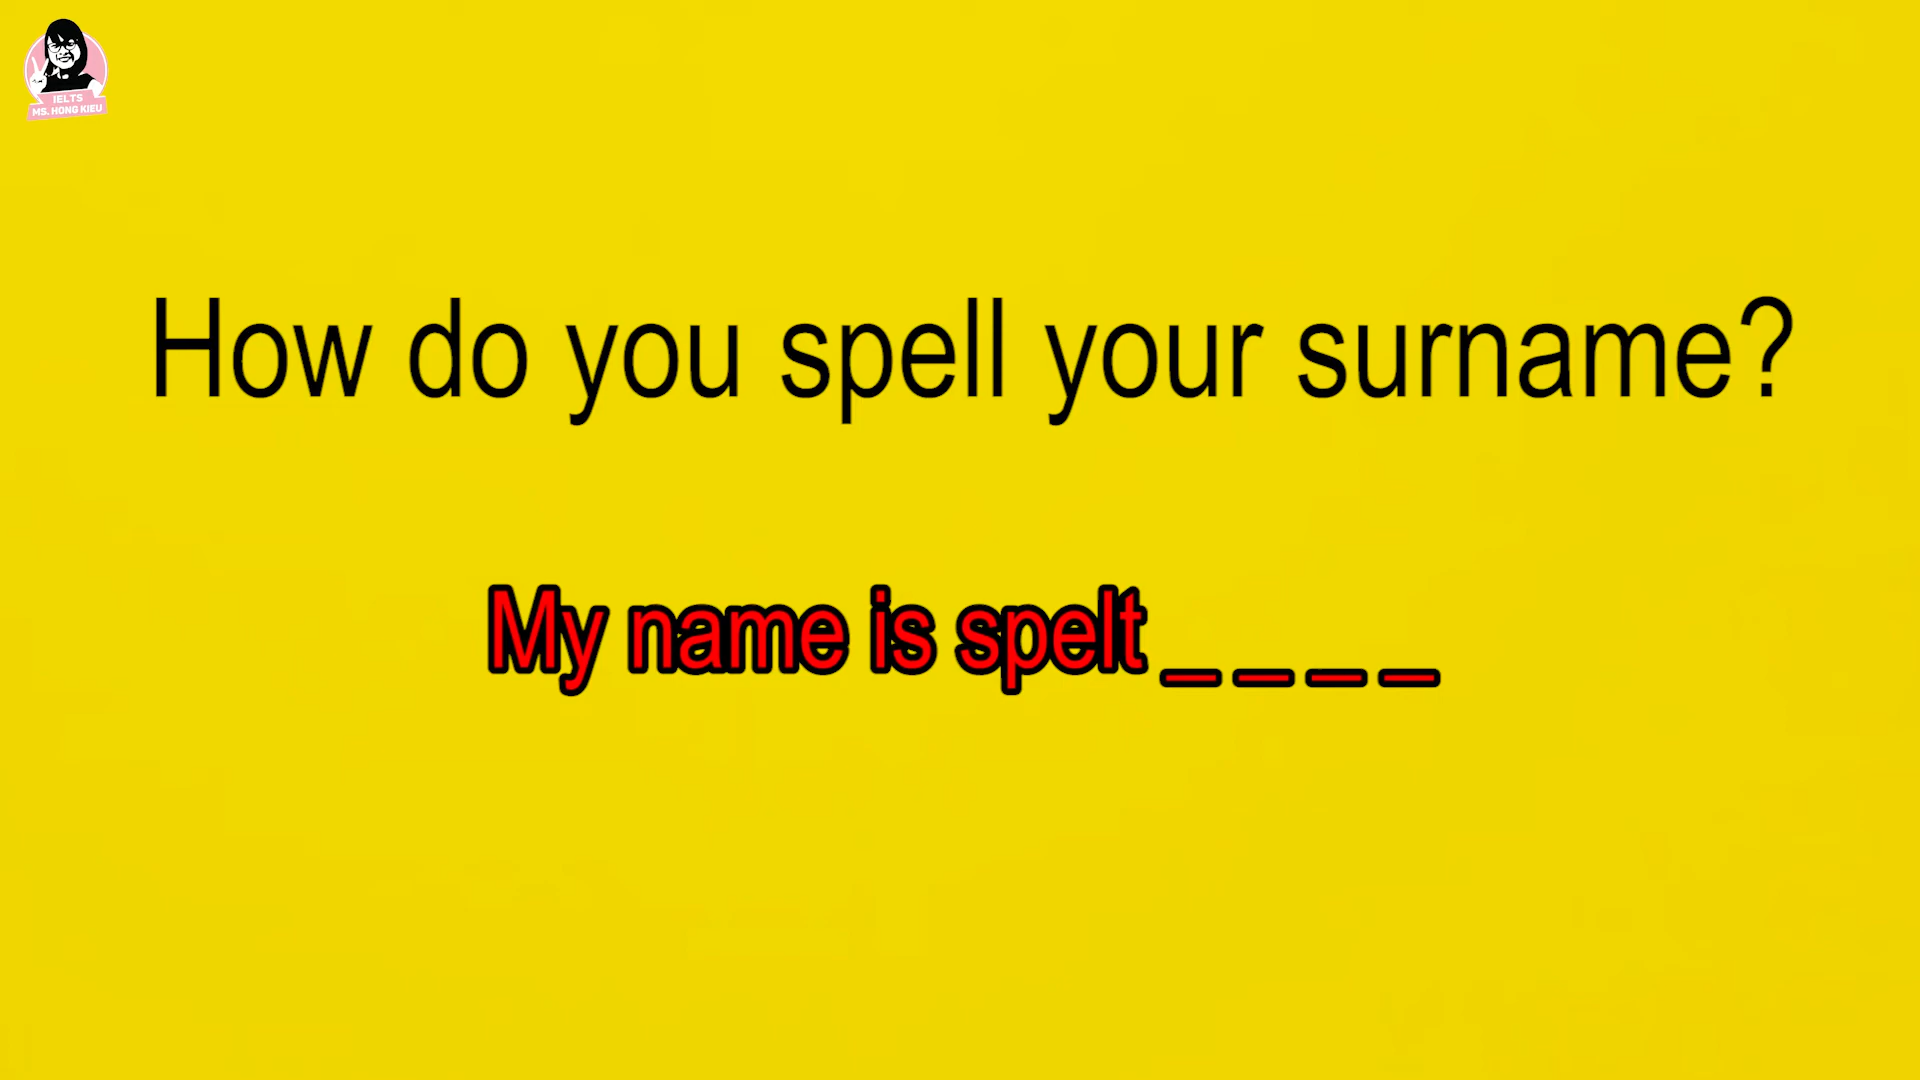 IELTS
MS. HONG KIEU
How do you spell your surname?
My name is spelt _ _ _ _